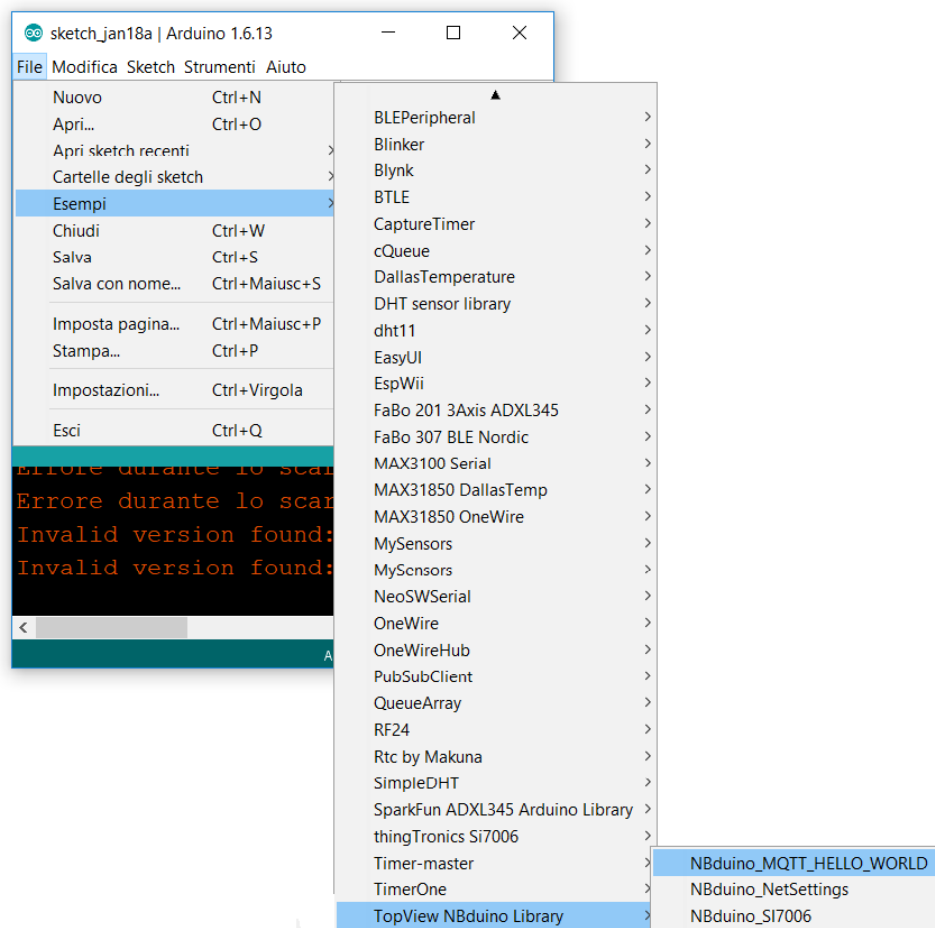 sketch_jan18a | Arduino 1.6.13
File Modifica Sketch Strumenti Aiuto
Nuovo Ctrl+N
Apri... Ctrl+O
Apri sketch recenti
Cartelle degli sketch
Esempi
Chiudi Ctrl+W
Salva Ctrl+S
Salva con nome... Ctrl+Maiusc+S
Imposta pagina... Ctrl+Maiusc+P
Stampa... Ctrl+P
Impostazioni... Ctrl+Virgola
Esci Ctrl+Q
Errore durante lo scar
Errore durante lo scar
Invalid version found:
Invalid version found:
A
BLEPeripheral
Blinker
Blynk
BTLE
CaptureTimer
cQueue
DallasTemperature
DHT sensor library
dht11
EasyUI
EspWii
FaBo 201 3Axis ADXL345
FaBo 307 BLE Nordic
MAX3100 Serial
MAX31850 DallasTemp
MAX31850 OneWire
MySensors
MySensors
NeoSWSerial
OneWire
OneWireHub
PubSubClient
QueueArray
RF24
Rtc by Makuna
SimpleDHT
SparkFun ADXL345 Arduino Library
thingTronics Si7006
Timer-master
TimerOne
TopView NBduino Library
NBduino_MQTT_HELLO_WORLD
NBduino_NetSettings
NBduino_SI7006